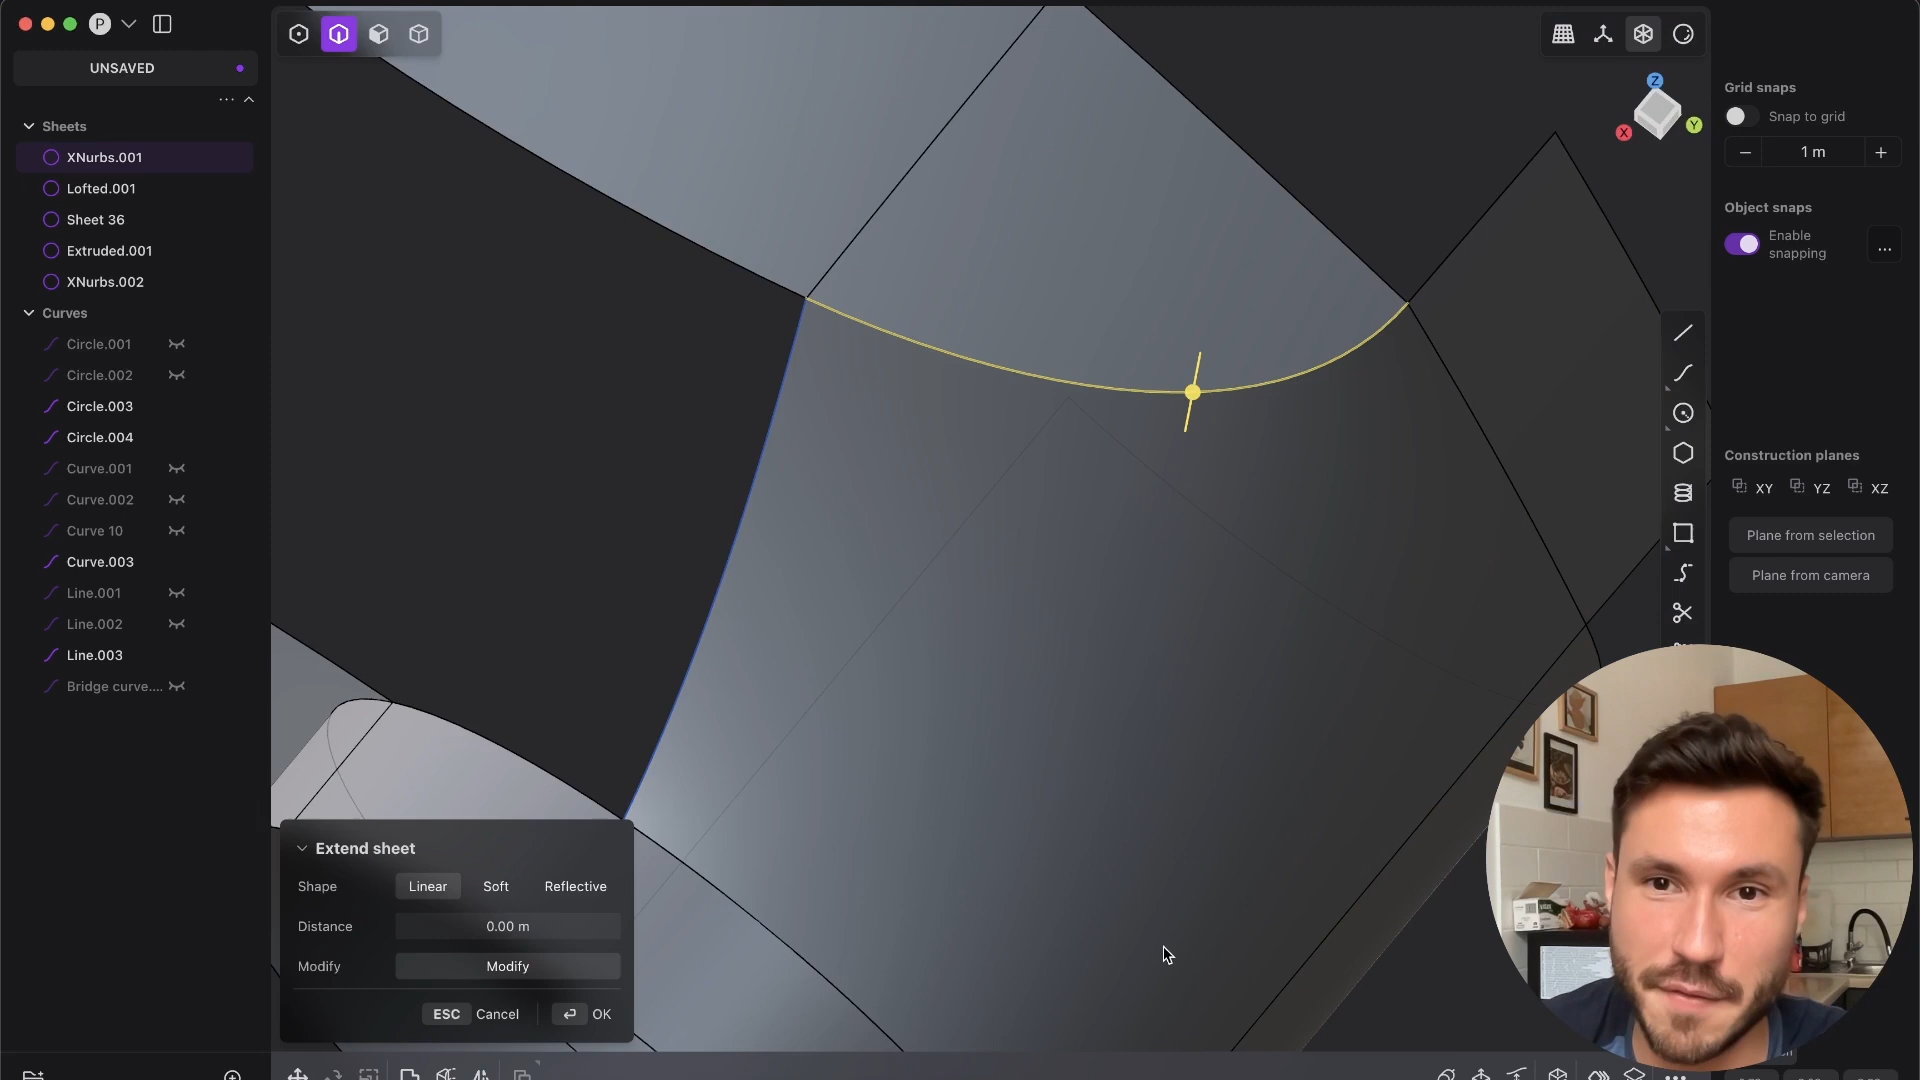 P
UNSAVED
Sheets
XNurbs.001
Lofted.001
Sheet 36
Extruded.001
XNurbs.002
Curves
Circle.001
Circle.002
Circle.003
Circle.004
Curve.001
Curve.002
Curve 10
Curve.003
Line.001
Line.002
Line.003
Bridge curve....
Extend sheet
Shape Linear Soft Reflective
Distance 0.00 m
Modify Modify
ESC Cancel OK
Z
X
Y
Grid snaps
Snap to grid
− 1 m +
Object snaps
Enable
snapping
...
Construction planes
XY YZ XZ
Plane from selection
Plane from camera